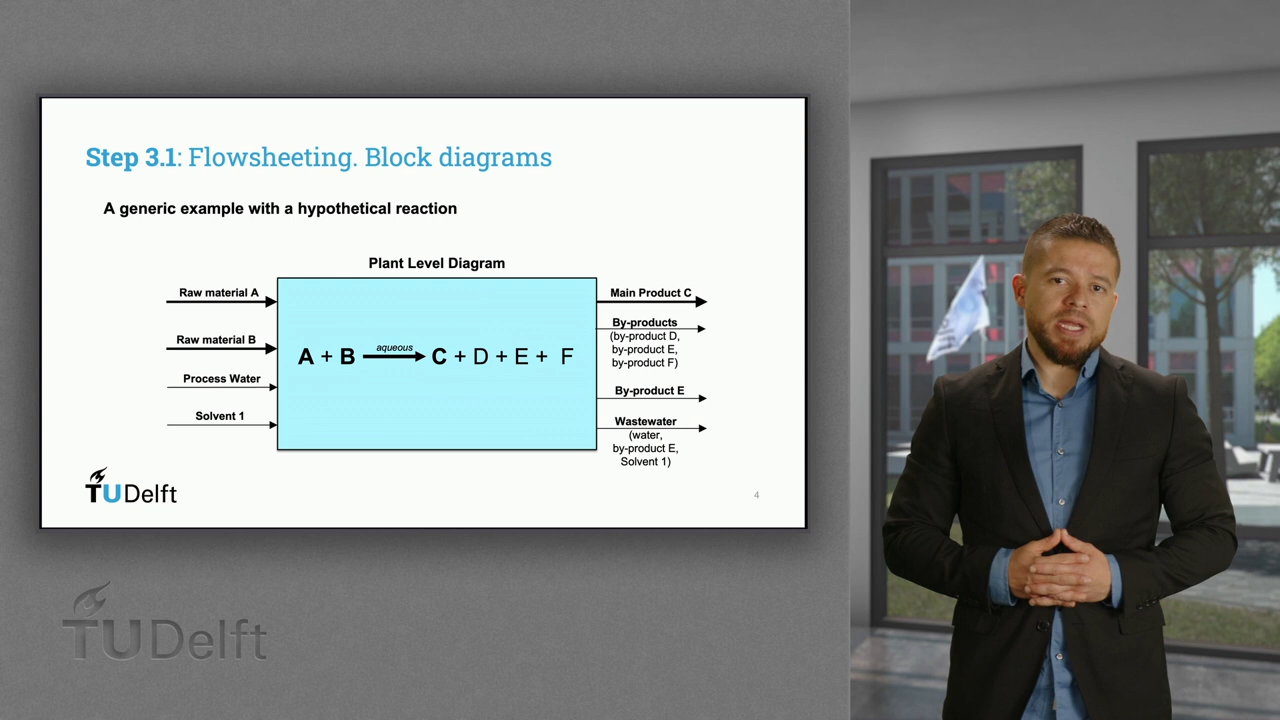 Step 3.1: Flowsheeting. Block diagrams
A generic example with a hypothetical reaction
Plant Level Diagram
Raw material A
Raw material B
Process Water
Solvent 1
aqueous
A + B C + D + E + F
Main Product C
By-products
(by-product D,
by-product E,
by-product F)
By-product E
Wastewater
(water,
by-product E,
Solvent 1)
TUDelft
4
TUDelft